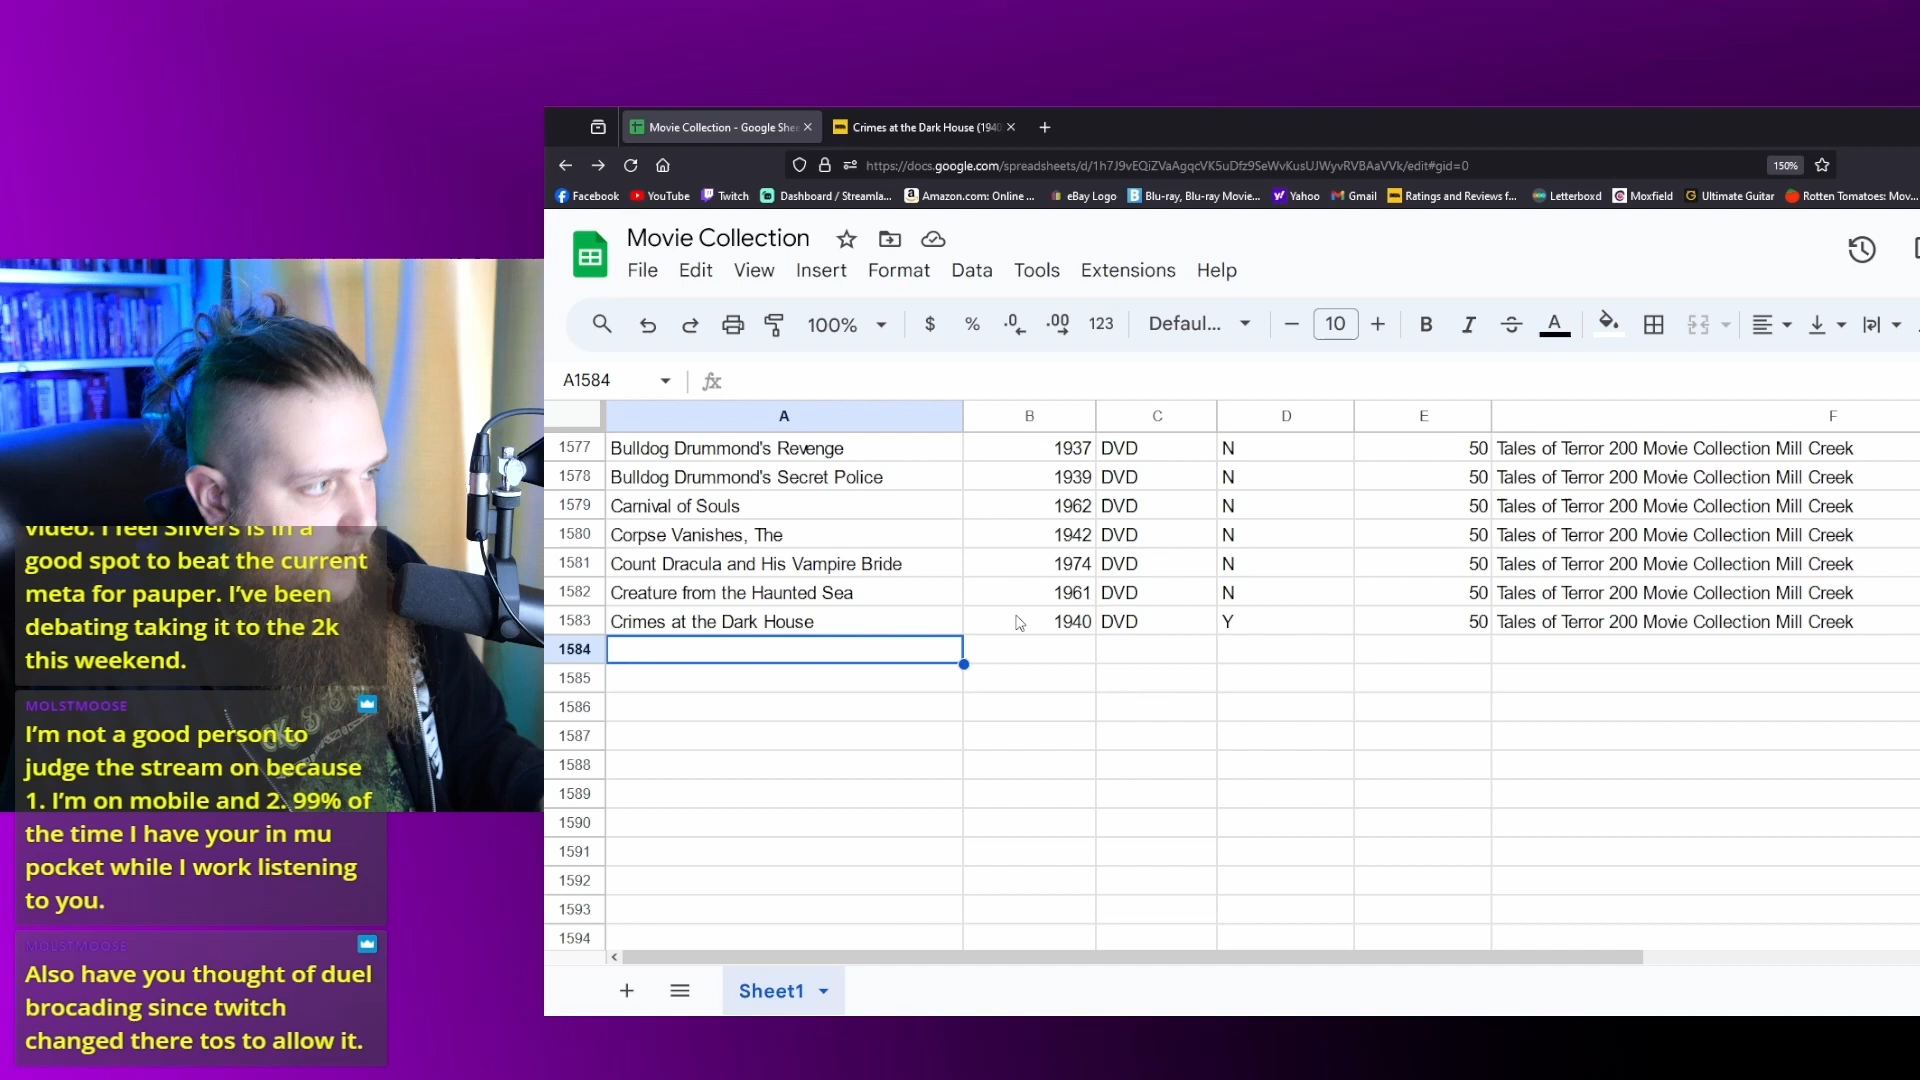 Movie Collection - Google She
Crimes at the Dark House (1940
https://docs.google.com/spreadsheets/d/1h7J9vEQiZVaAgqcVK5uDfz9SeWvKusUJWyvRVBAaVVk/edit#gid=0
150%
Facebook YouTube Twitch Dashboard / Streamla... Amazon.com: Online ... eBay Logo Blu-ray, Blu-ray Movie... Yahoo Gmail Ratings and Reviews f... Letterboxd Moxfield Ultimate Guitar Rotten Tomatoes: Mov...
Movie Collection
File Edit View Insert Format Data Tools Extensions Help
100% $ % .0 .00 123 Defaul... 10 B I S A
A1584 fx
A B C D E F
1577 Bulldog Drummond's Revenge 1937 DVD N 50 Tales of Terror 200 Movie Collection Mill Creek
1578 Bulldog Drummond's Secret Police 1939 DVD N 50 Tales of Terror 200 Movie Collection Mill Creek
1579 Carnival of Souls 1962 DVD N 50 Tales of Terror 200 Movie Collection Mill Creek
1580 Corpse Vanishes, The 1942 DVD N 50 Tales of Terror 200 Movie Collection Mill Creek
1581 Count Dracula and His Vampire Bride 1974 DVD N 50 Tales of Terror 200 Movie Collection Mill Creek
1582 Creature from the Haunted Sea 1961 DVD N 50 Tales of Terror 200 Movie Collection Mill Creek
1583 Crimes at the Dark House 1940 DVD Y 50 Tales of Terror 200 Movie Collection Mill Creek
1584
1585
1586
1587
1588
1589
1590
1591
1592
1593
1594
Sheet1
video. I feel Slivers is in a
good spot to beat the current
meta for pauper. I've been
debating taking it to the 2k
this weekend.
MOLSTMOOSE
I'm not a good person to
judge the stream on because
1. I'm on mobile and 2. 99% of
the time I have your in mu
pocket while I work listening
to you.
MOLSTMOOSE
Also have you thought of duel
brocading since twitch
changed there tos to allow it.